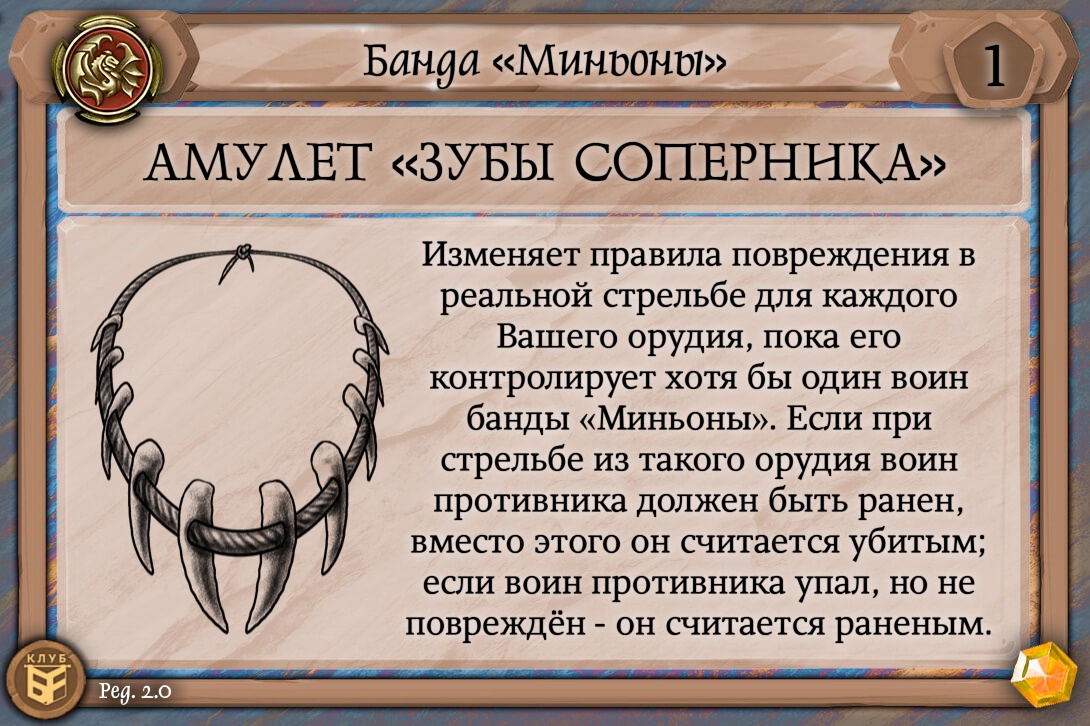 Банда «Миньоны»
1
АМУЛЕТ «ЗУБЫ СОПЕРНИКА»
Изменяет правила повреждения в
реальной стрельбе для каждого
Вашего орудия, пока его
контролирует хотя бы один воин
банды «Миньоны». Если при
стрельбе из такого орудия воин
противника должен быть ранен,
вместо этого он считается убитым;
если воин противника упал, но не
повреждён - он считается раненым.
КЛУБ
Ред. 2.0